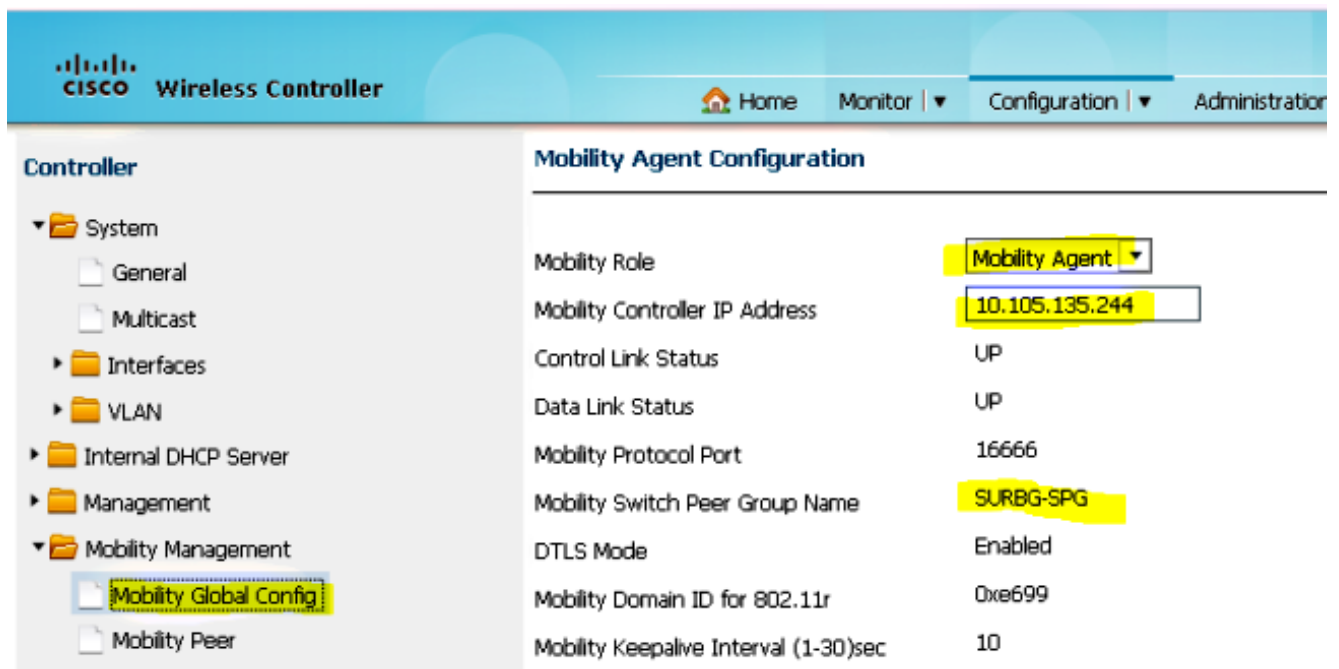 CISCO Wireless Controller
Home Monitor Configuration Administration
Controller
System
General
Multicast
Interfaces
VLAN
Internal DHCP Server
Management
Mobility Management
Mobility Global Config
Mobility Peer
Mobility Agent Configuration
Mobility Role Mobility Agent
Mobility Controller IP Address 10.105.135.244
Control Link Status UP
Data Link Status UP
Mobility Protocol Port 16666
Mobility Switch Peer Group Name SURBG-SPG
DTLS Mode Enabled
Mobility Domain ID for 802.11r 0xe699
Mobility Keepalive Interval (1-30)sec 10